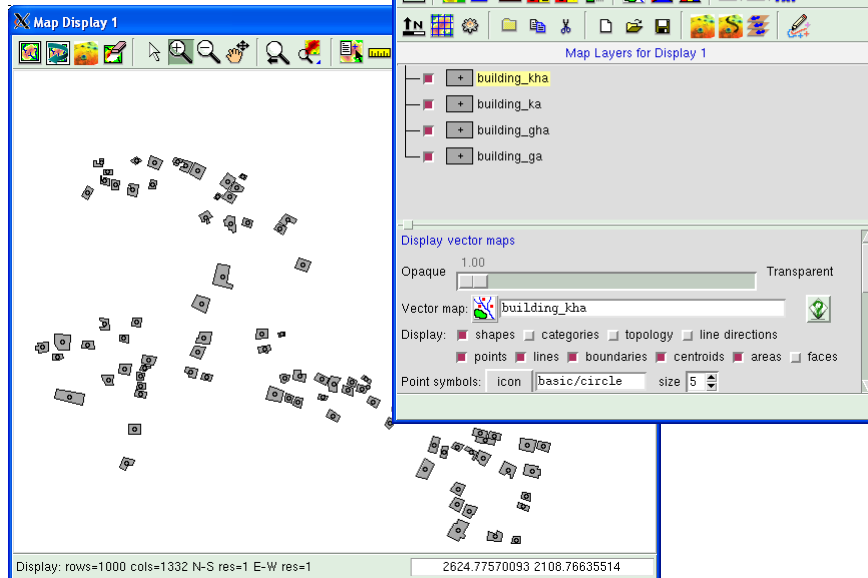 Map Display 1
Map Layers for Display 1
building_kha
building_ka
building_gha
building_ga
Display vector maps
1.00
Opaque
Transparent
Vector map: building_kha
Display: shapes categories topology line directions
points lines boundaries centroids areas faces
Point symbols: icon basic/circle size 5
Display: rows=1000 cols=1332 N-S res=1 E-W res=1
2624.77570093 2108.76635514